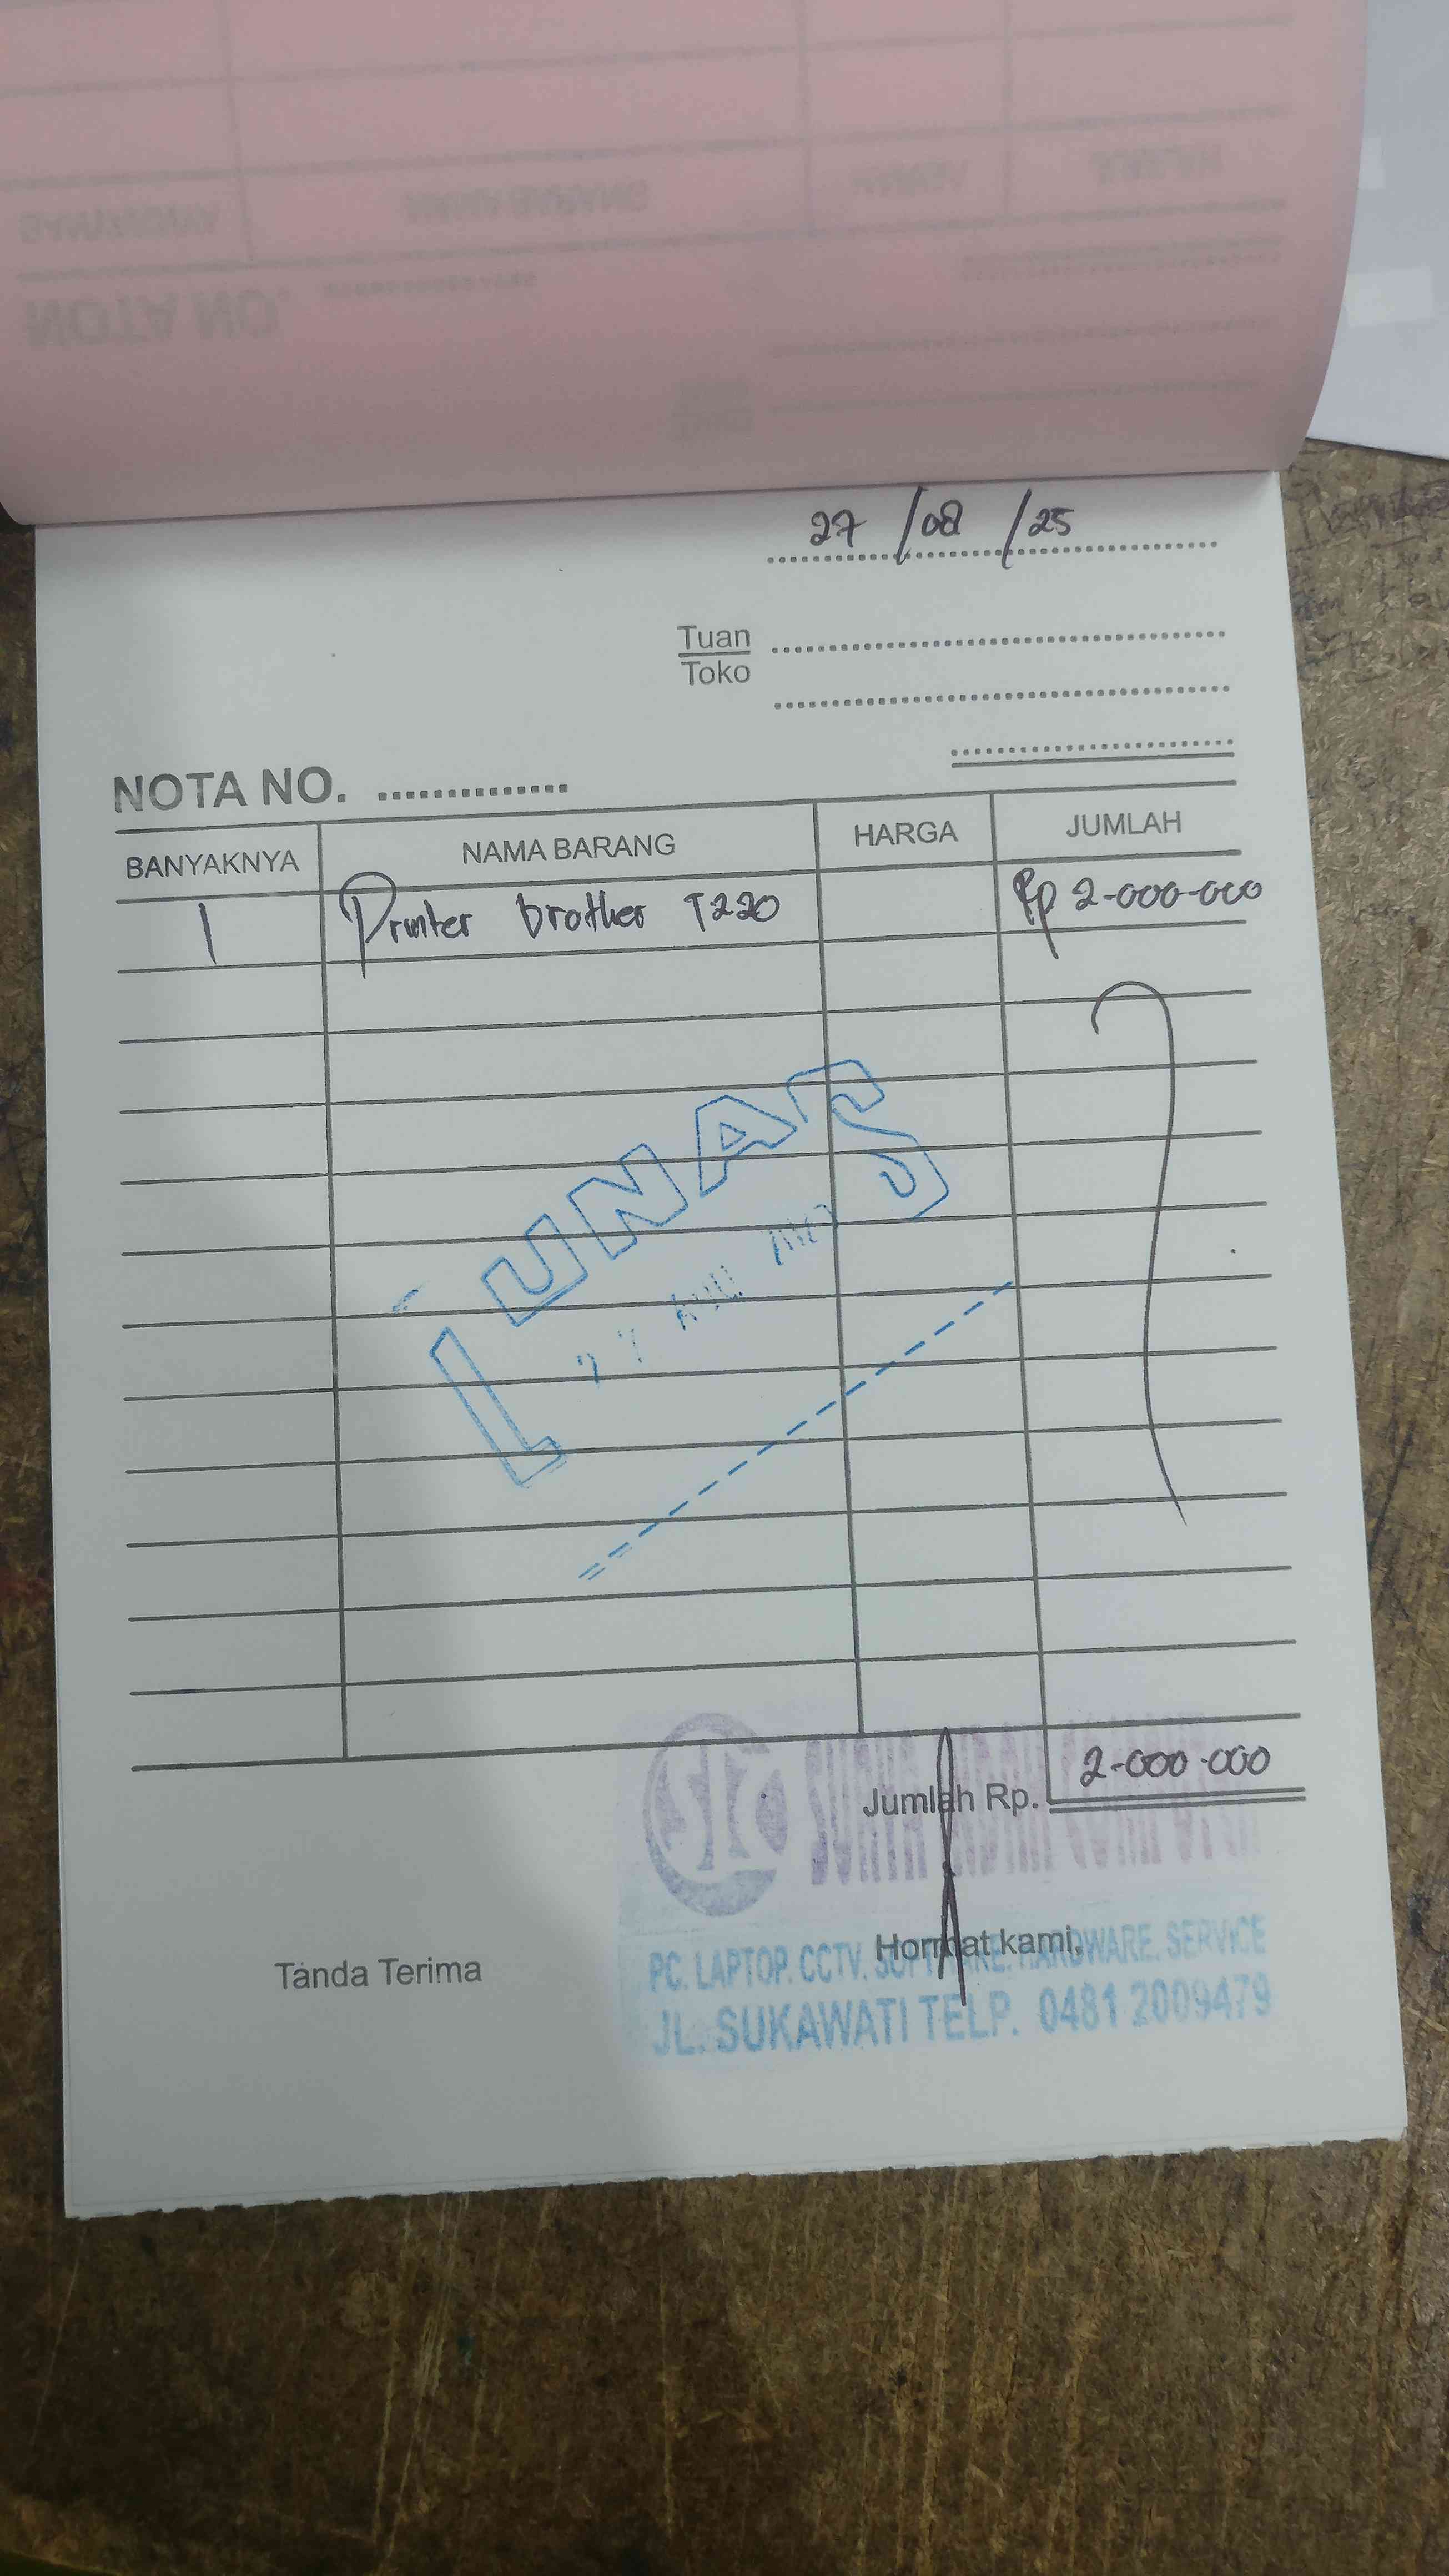 27/08/25
Tuan
Toko
NOTA NO.
BANYAKNYA NAMA BARANG HARGA JUMLAH
1 Printer brother T220 Rp 2-000-000
LUNAS
Jumlah Rp. 2-000-000
Tanda Terima Hormat kami,
PC. LAPTOP. CCTV. SOFTWARE. HARDWARE. SERVICE
JL. SUKAWATI TELP. 0481 2009479